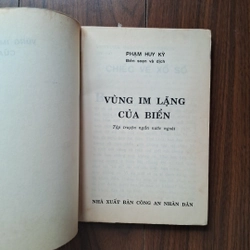 PHẠM HUY KỲ
Biên soạn và dịch
VÙNG IM LẶNG
CỦA BIỂN
Tập truyện ngắn nước ngoài
NHÀ XUẤT BẢN CÔNG AN NHÂN DÂN